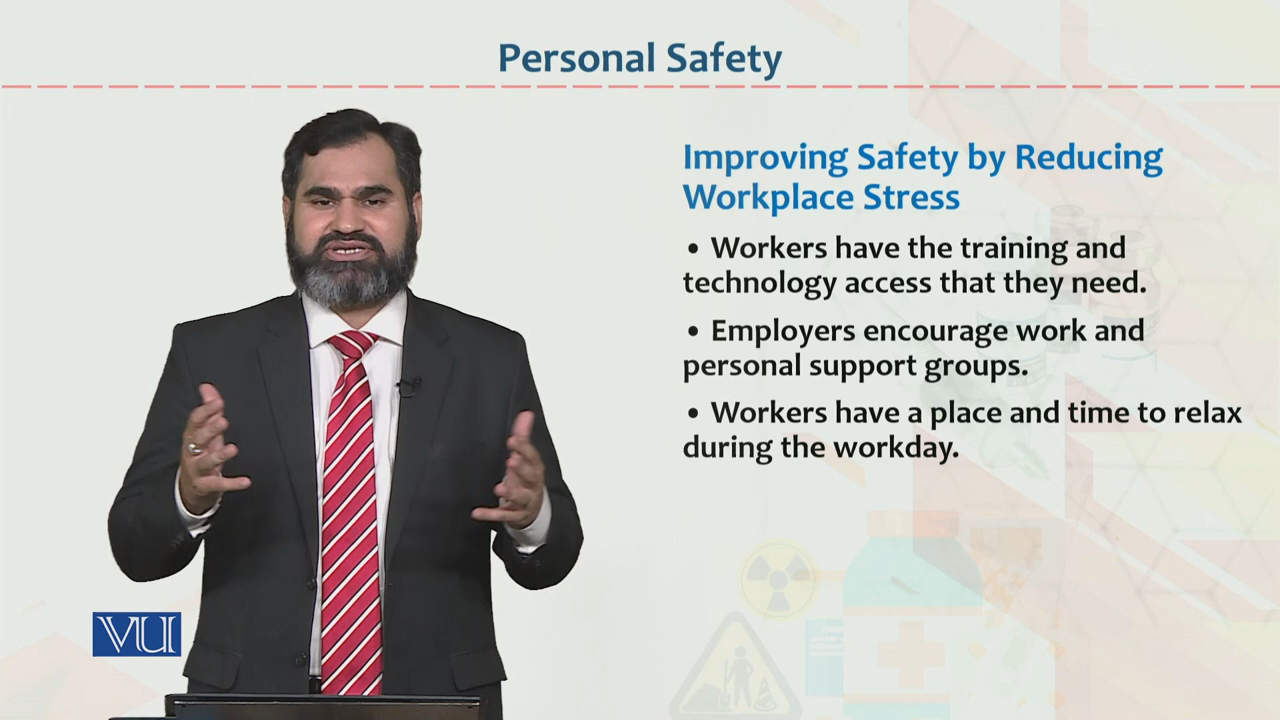 Personal Safety
Improving Safety by Reducing
Workplace Stress
• Workers have the training and
technology access that they need.
• Employers encourage work and
personal support groups.
• Workers have a place and time to relax
during the workday.
VU